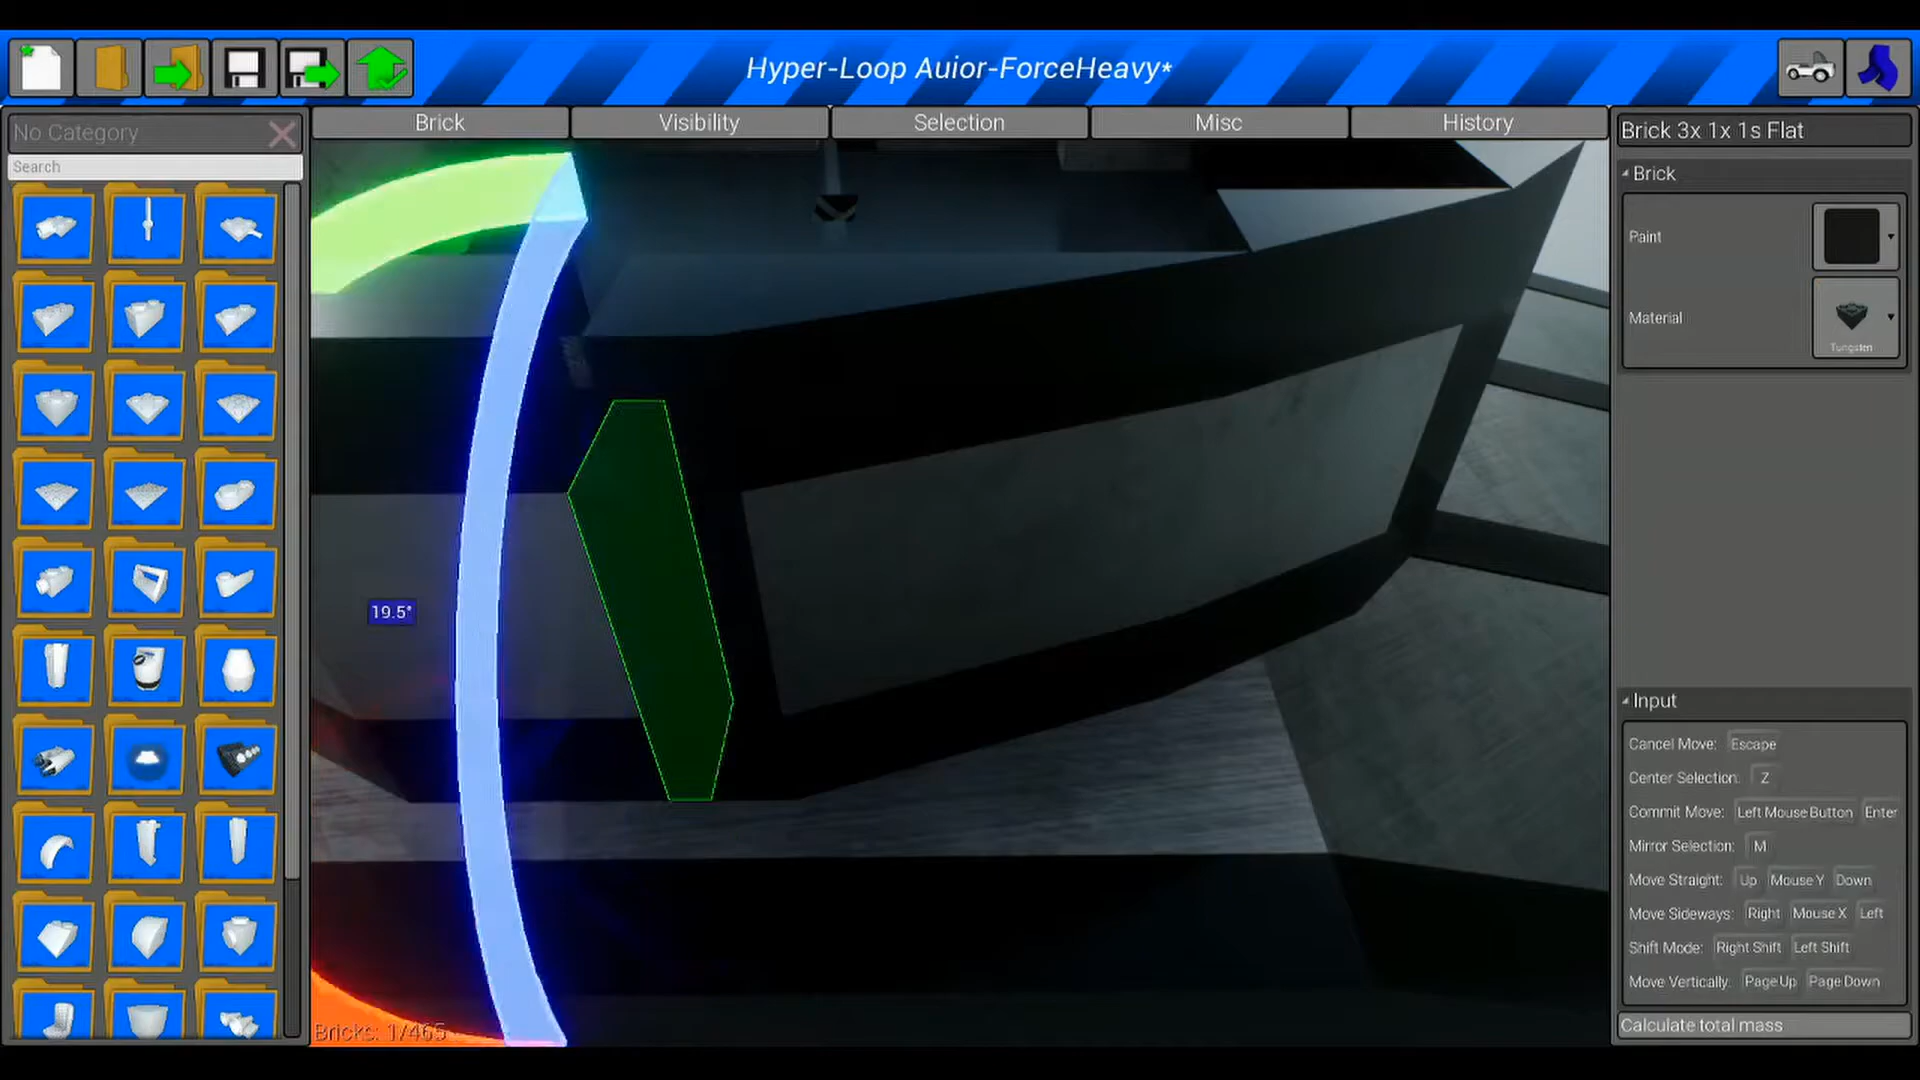 Hyper-Loop Auior-ForceHeavy*
No Category
Search
Brick
Visibility
Selection
Misc
History
19.5°
Bricks: 1/465
Brick 3x 1x 1s Flat
Brick
Paint
Material
Tungsten
Input
Cancel Move: Escape
Center Selection: Z
Commit Move: Left Mouse Button Enter
Mirror Selection: M
Move Straight: Up Mouse Y Down
Move Sideways: Right Mouse X Left
Shift Mode: Right Shift Left Shift
Move Vertically: Page Up Page Down
Calculate total mass